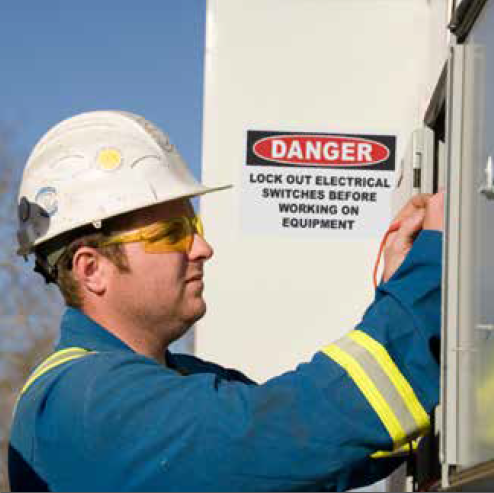 DANGER
LOCK OUT ELECTRICAL
SWITCHES BEFORE
WORKING ON
EQUIPMENT